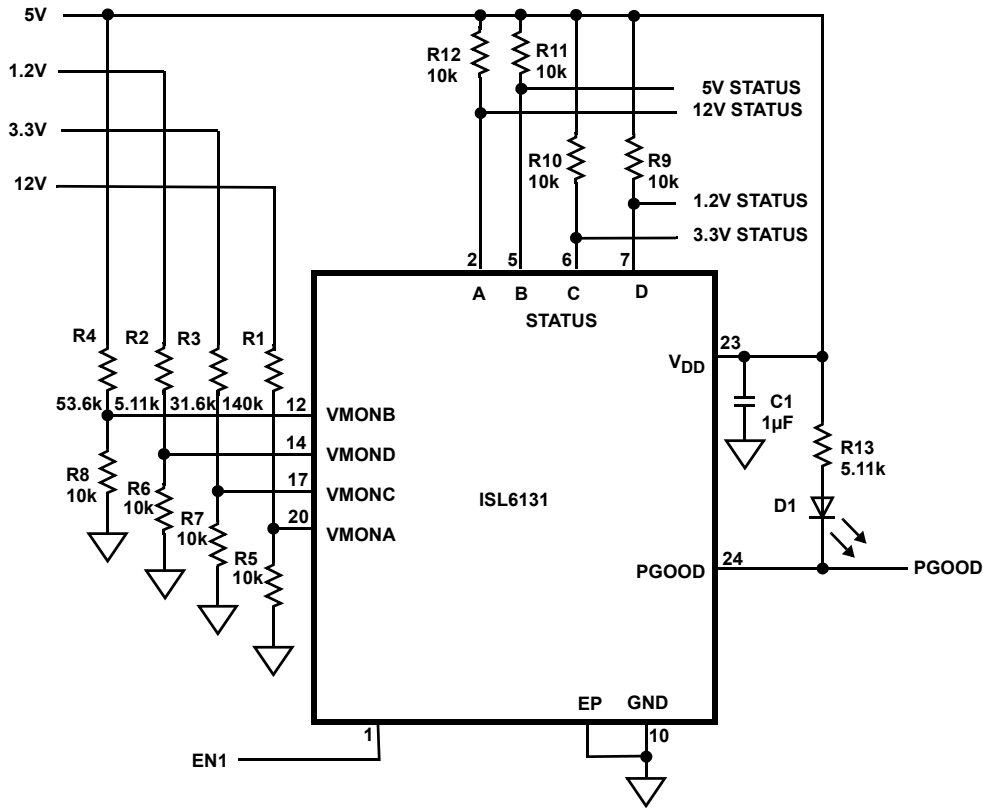 5V
1.2V
3.3V
12V
R12
10k
R11
10k
5V STATUS
12V STATUS
R10
10k
R9
10k
1.2V STATUS
3.3V STATUS
2
5
6
7
A
B
C
D
STATUS
R4
R2
R3
R1
53.6k
5.11k
31.6k
140k
12
VMONB
14
VMOND
17
VMONC
20
VMONA
R8
10k
R6
10k
R7
10k
R5
10k
ISL6131
23
VDD
C1
1µF
R13
5.11k
D1
24
PGOOD
PGOOD
EP
GND
1
10
EN1